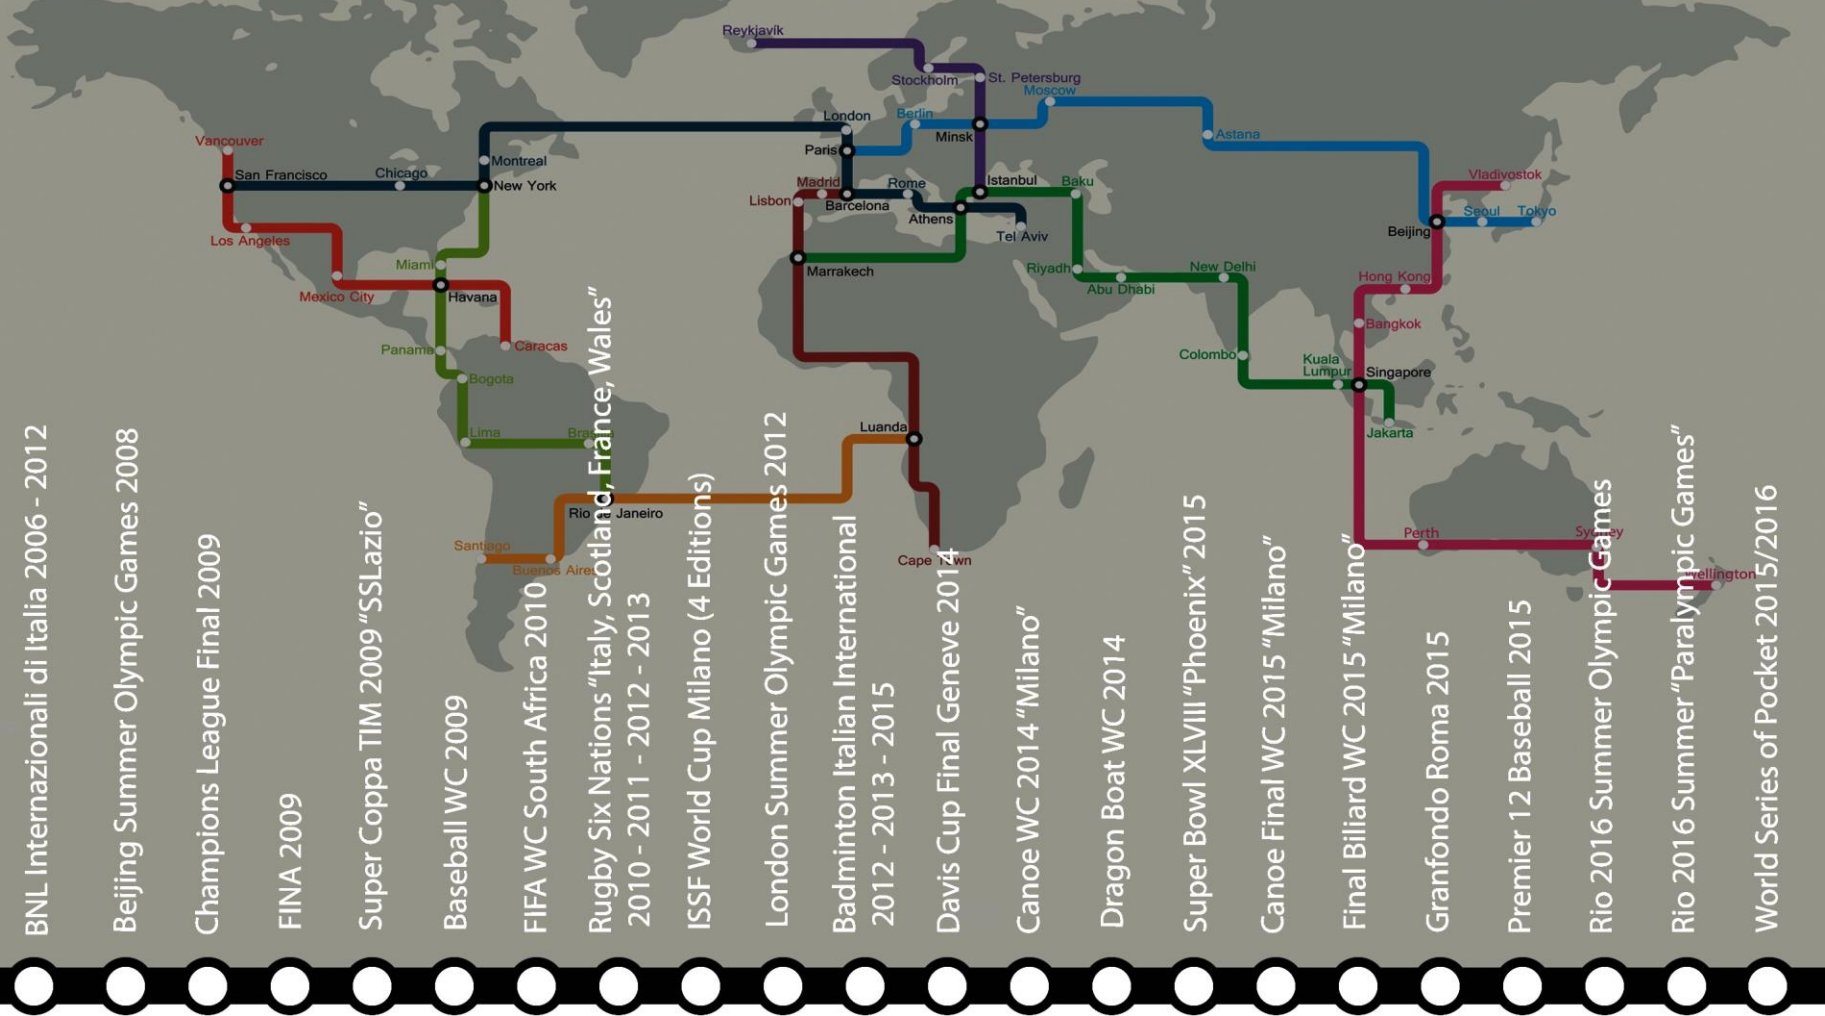 Reykjavík
Stockholm
St. Petersburg
Moscow
London
Berlin
Minsk
Astana
Vancouver
Paris
San Francisco
Chicago
Montreal
New York
Madrid
Rome
Istanbul
Baku
Vladivostok
Lisbon
Barcelona
Athens
Tel Aviv
Beijing
Seoul
Tokyo
Los Angeles
Miami
Marrakech
Riyadh
Abu Dhabi
New Delhi
Hong Kong
Mexico City
Havana
Bangkok
Panama
Caracas
Colombo
Kuala
Lumpur
Singapore
Bogota
Lima
Luanda
Jakarta
Rio de Janeiro
Santiago
Buenos Aires
Cape Town
Perth
Sydney
Wellington
BNL Internazionali di Italia 2006 - 2012
Beijing Summer Olympic Games 2008
Champions League Final 2009
FINA 2009
Super Coppa TIM 2009 “SSLazio”
Baseball WC 2009
FIFA WC South Africa 2010
Rugby Six Nations “Italy, Scotland, France, Wales”
2010 - 2011 - 2012 - 2013
ISSF World Cup Milano (4 Editions)
London Summer Olympic Games 2012
Badminton Italian International
2012 - 2013 - 2015
Davis Cup Final Geneve 2014
Canoe WC 2014 “Milano”
Dragon Boat WC 2014
Super Bowl XLVIII “Phoenix” 2015
Canoe Final WC 2015 “Milano”
Final Biliard WC 2015 “Milano”
Granfondo Roma 2015
Premier 12 Baseball 2015
Rio 2016 Summer Olympic Games
Rio 2016 Summer “Paralympic Games”
World Series of Pocket 2015/2016